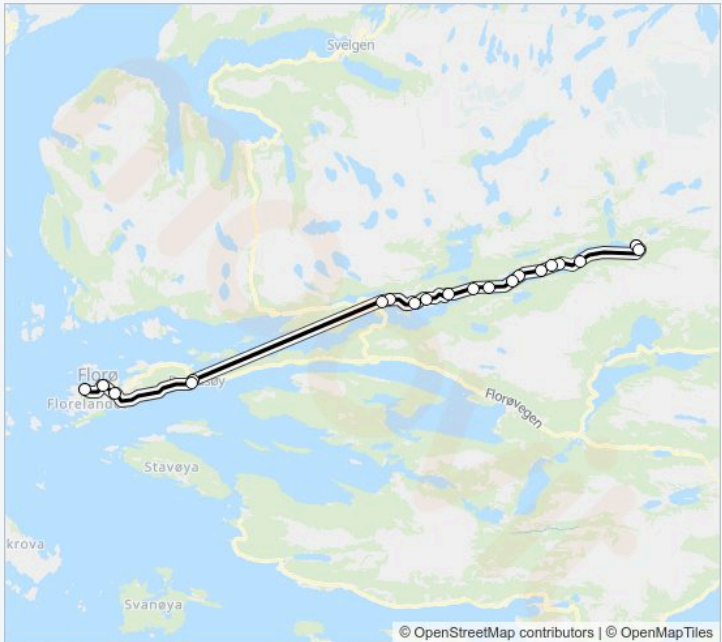 Svelgen
Florø
Florelandet
Florøvegen
Stavøya
krova
Svanøya
© OpenStreetMap contributors | © OpenMapTiles